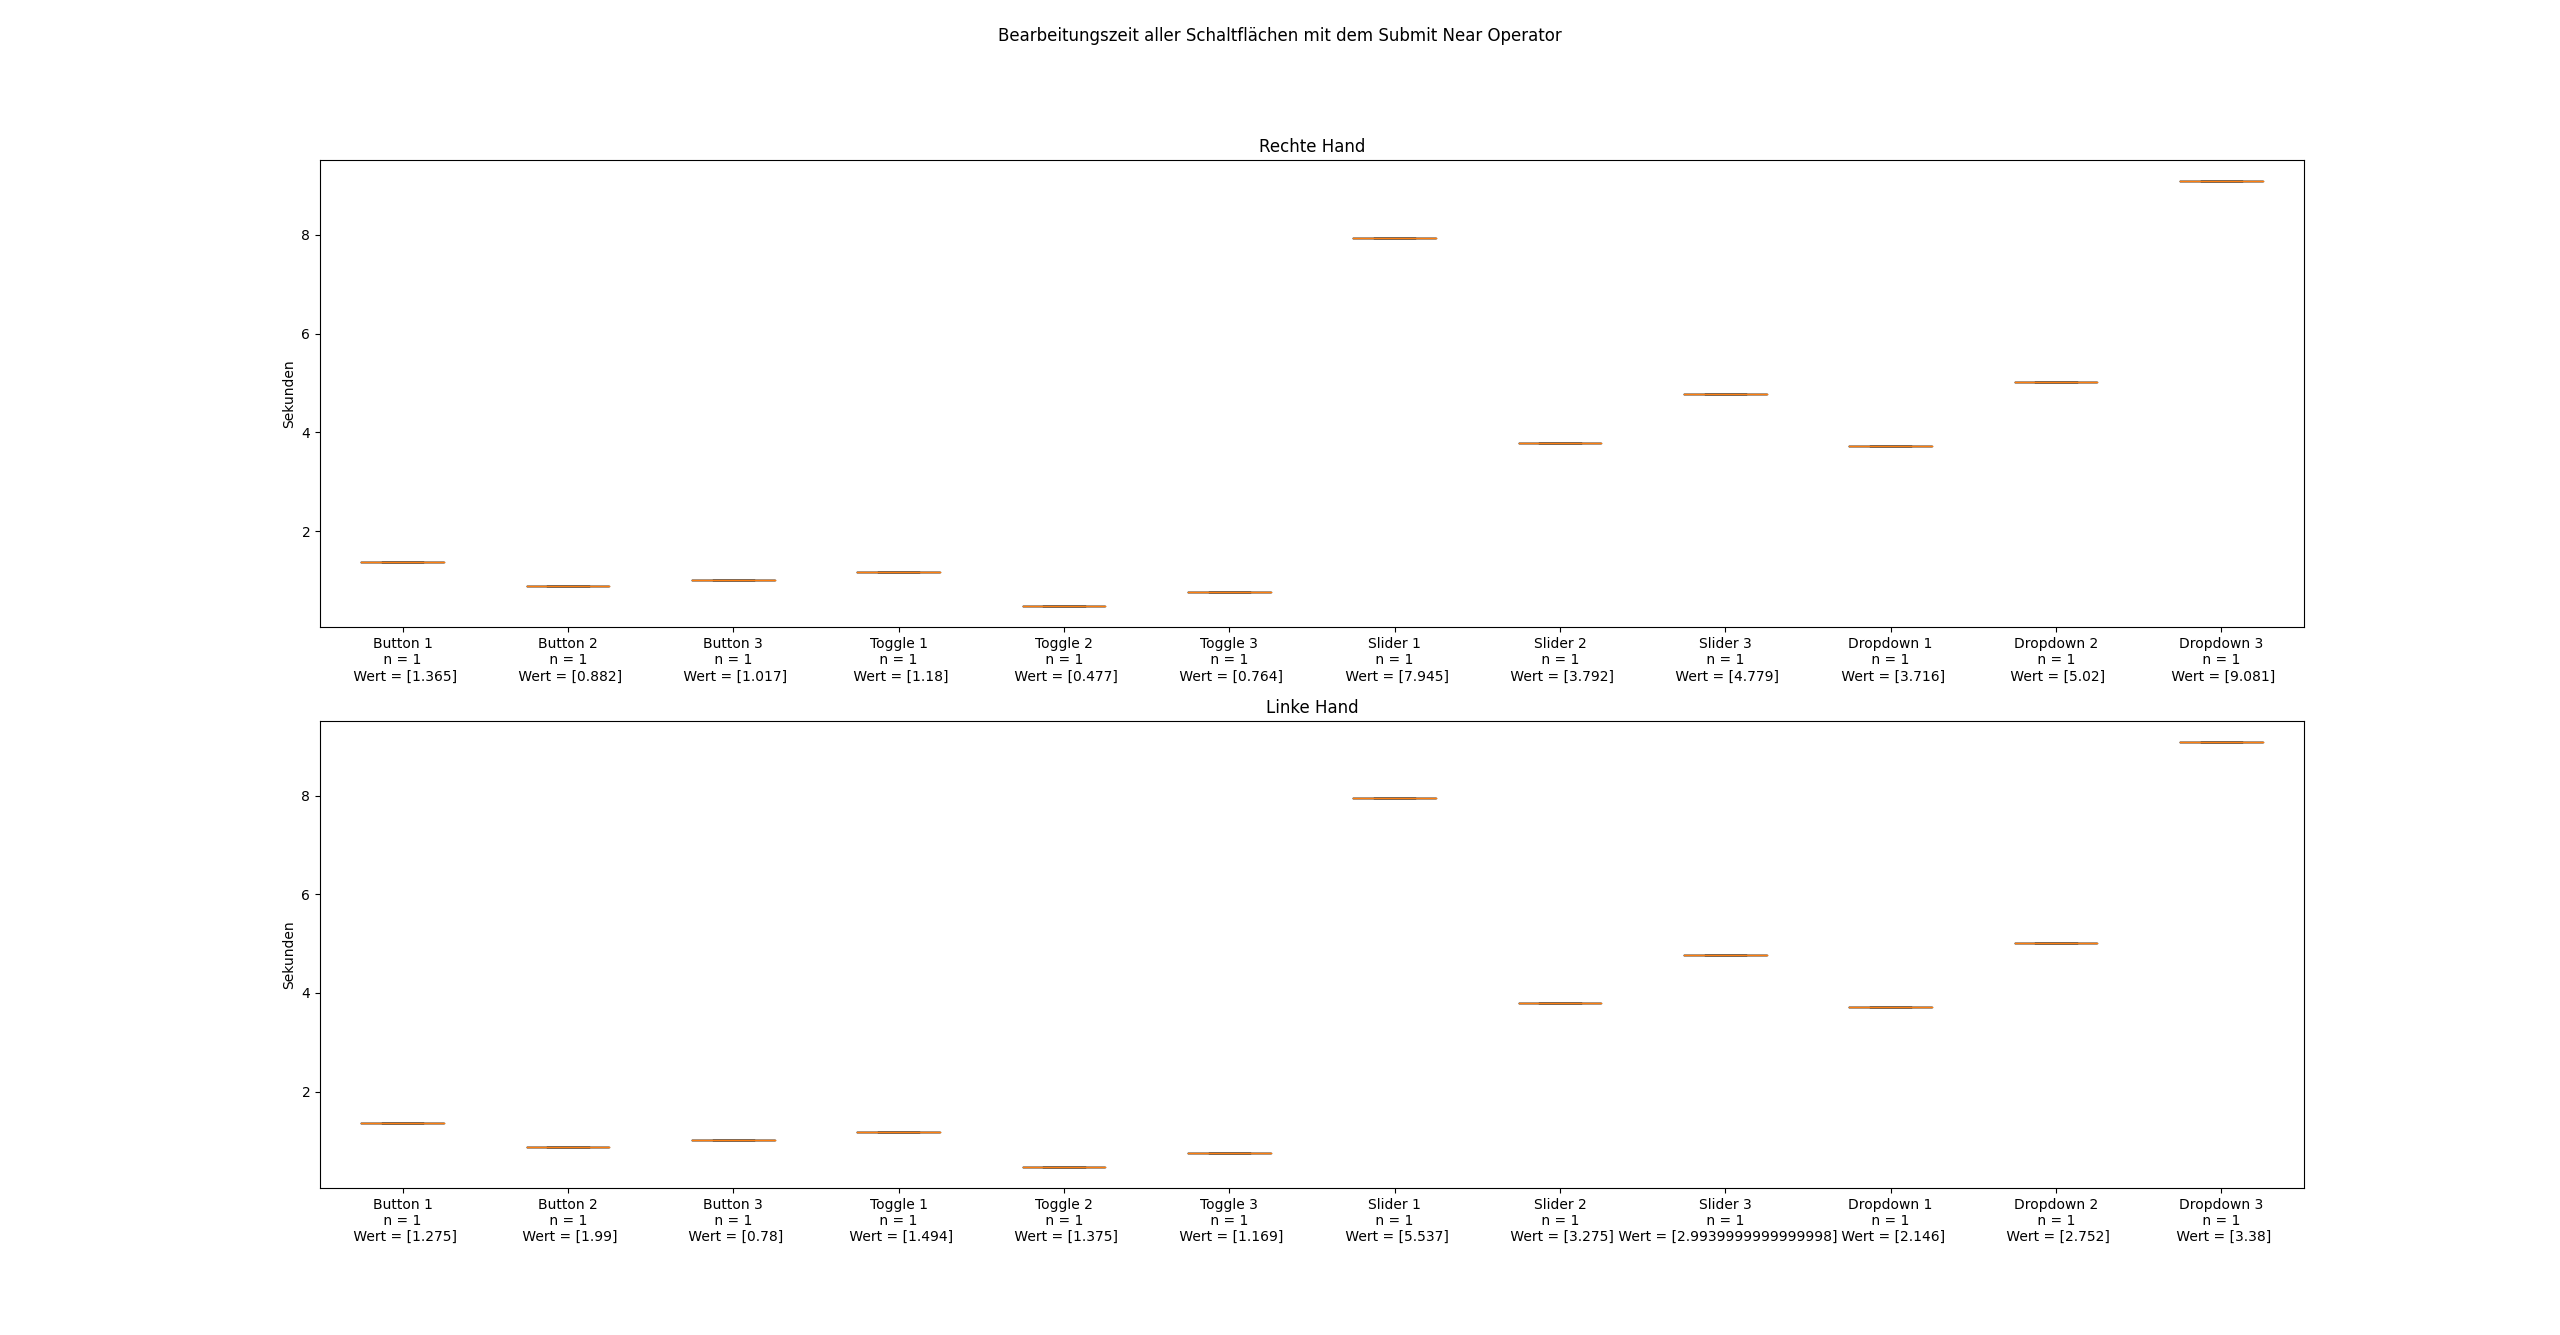 Bearbeitungszeit aller Schaltflächen mit dem Submit Near Operator
Rechte Hand
Sekunden
8
6
4
2
Button 1 Button 2 Button 3 Toggle 1 Toggle 2 Toggle 3 Slider 1 Slider 2 Slider 3 Dropdown 1 Dropdown 2 Dropdown 3
n = 1 n = 1 n = 1 n = 1 n = 1 n = 1 n = 1 n = 1 n = 1 n = 1 n = 1 n = 1
Wert = [1.365] Wert = [0.882] Wert = [1.017] Wert = [1.18] Wert = [0.477] Wert = [0.764] Wert = [7.945] Wert = [3.792] Wert = [4.779] Wert = [3.716] Wert = [5.02] Wert = [9.081]
Linke Hand
Sekunden
8
6
4
2
Button 1 Button 2 Button 3 Toggle 1 Toggle 2 Toggle 3 Slider 1 Slider 2 Slider 3 Dropdown 1 Dropdown 2 Dropdown 3
n = 1 n = 1 n = 1 n = 1 n = 1 n = 1 n = 1 n = 1 n = 1 n = 1 n = 1 n = 1
Wert = [1.275] Wert = [1.99] Wert = [0.78] Wert = [1.494] Wert = [1.375] Wert = [1.169] Wert = [5.537] Wert = [3.275] Wert = [2.9939999999999998] Wert = [2.146] Wert = [2.752] Wert = [3.38]